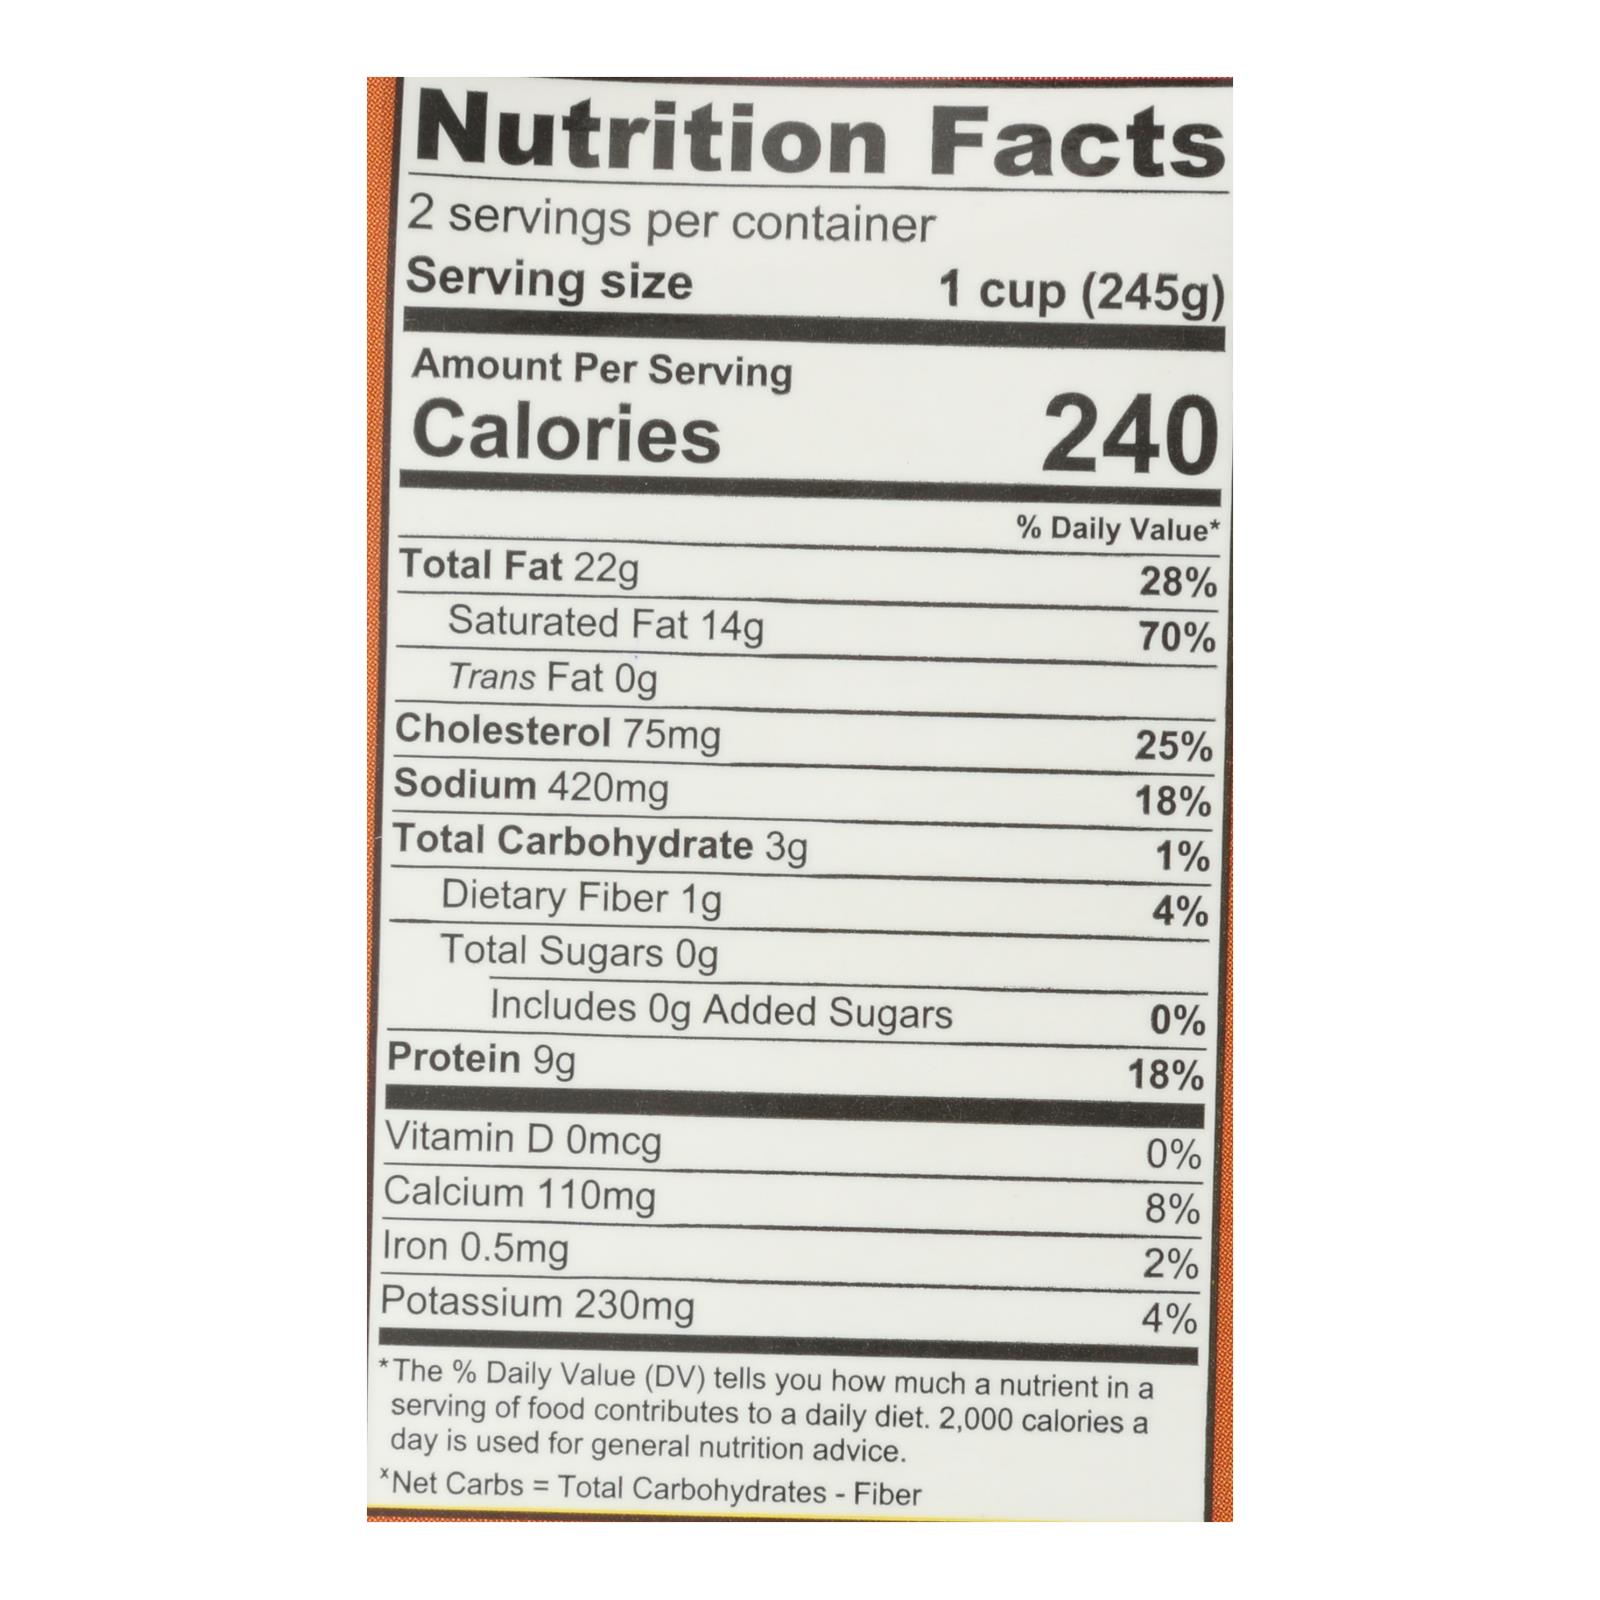 Nutrition Facts
2 servings per container
Serving size 1 cup (245g)
Amount Per Serving
Calories 240
% Daily Value*
Total Fat 22g 28%
Saturated Fat 14g 70%
Trans Fat 0g
Cholesterol 75mg 25%
Sodium 420mg 18%
Total Carbohydrate 3g 1%
Dietary Fiber 1g 4%
Total Sugars 0g
Includes 0g Added Sugars 0%
Protein 9g 18%
Vitamin D 0mcg 0%
Calcium 110mg 8%
Iron 0.5mg 2%
Potassium 230mg 4%
*The % Daily Value (DV) tells you how much a nutrient in a
serving of food contributes to a daily diet. 2,000 calories a
day is used for general nutrition advice.
ˣNet Carbs = Total Carbohydrates - Fiber